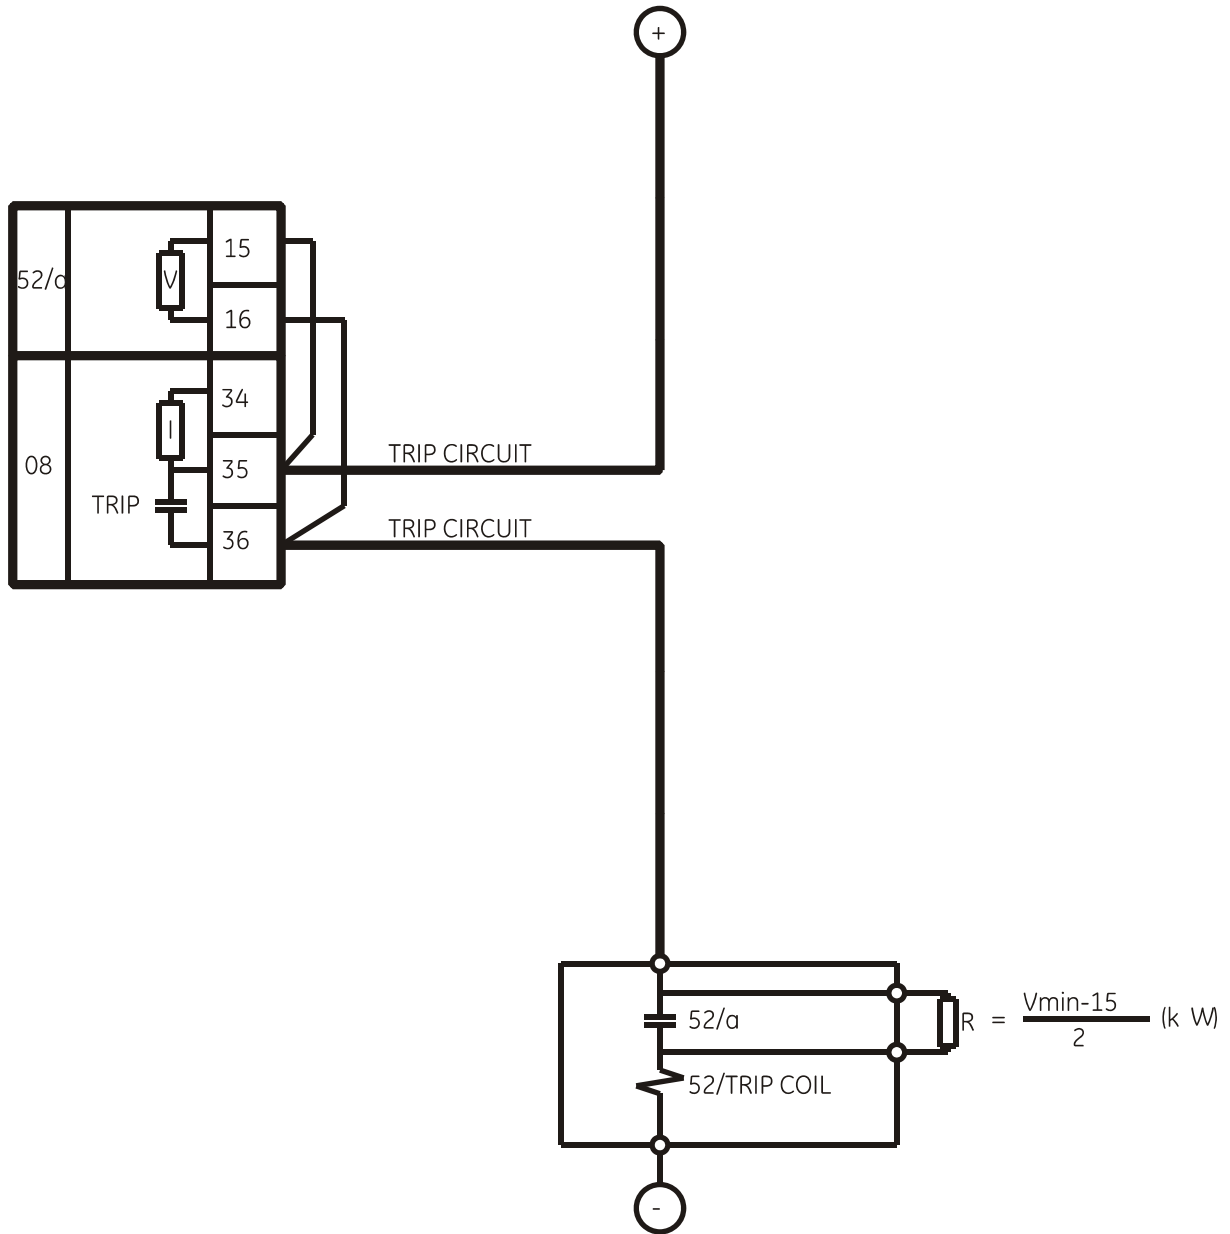 +
15
V
52/a
16
34
I
TRIP CIRCUIT
35
08
TRIP
TRIP CIRCUIT
36
52/a
R = Vmin-15 (k W)
2
52/TRIP COIL
-